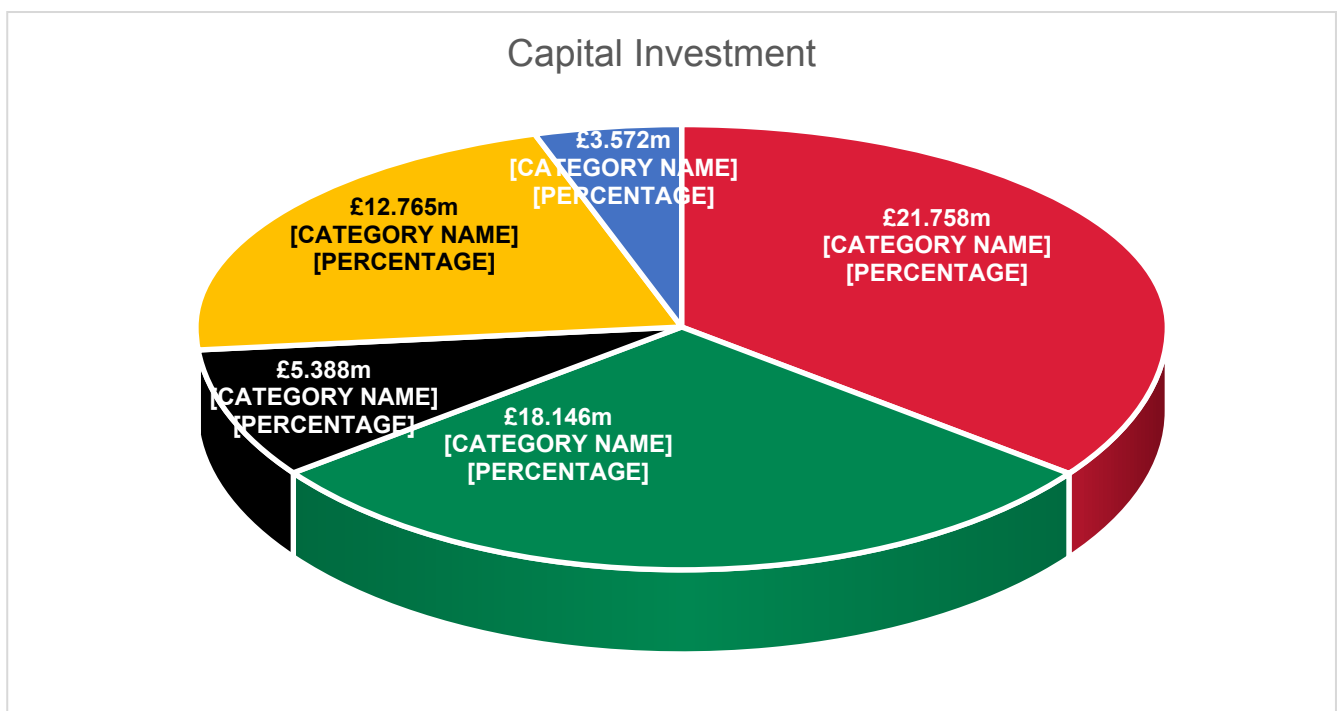 Capital Investment
£3.572m
[CATEGORY NAME]
[PERCENTAGE]
£21.758m
[CATEGORY NAME]
[PERCENTAGE]
£12.765m
[CATEGORY NAME]
[PERCENTAGE]
£5.388m
[CATEGORY NAME]
[PERCENTAGE]
£18.146m
[CATEGORY NAME]
[PERCENTAGE]